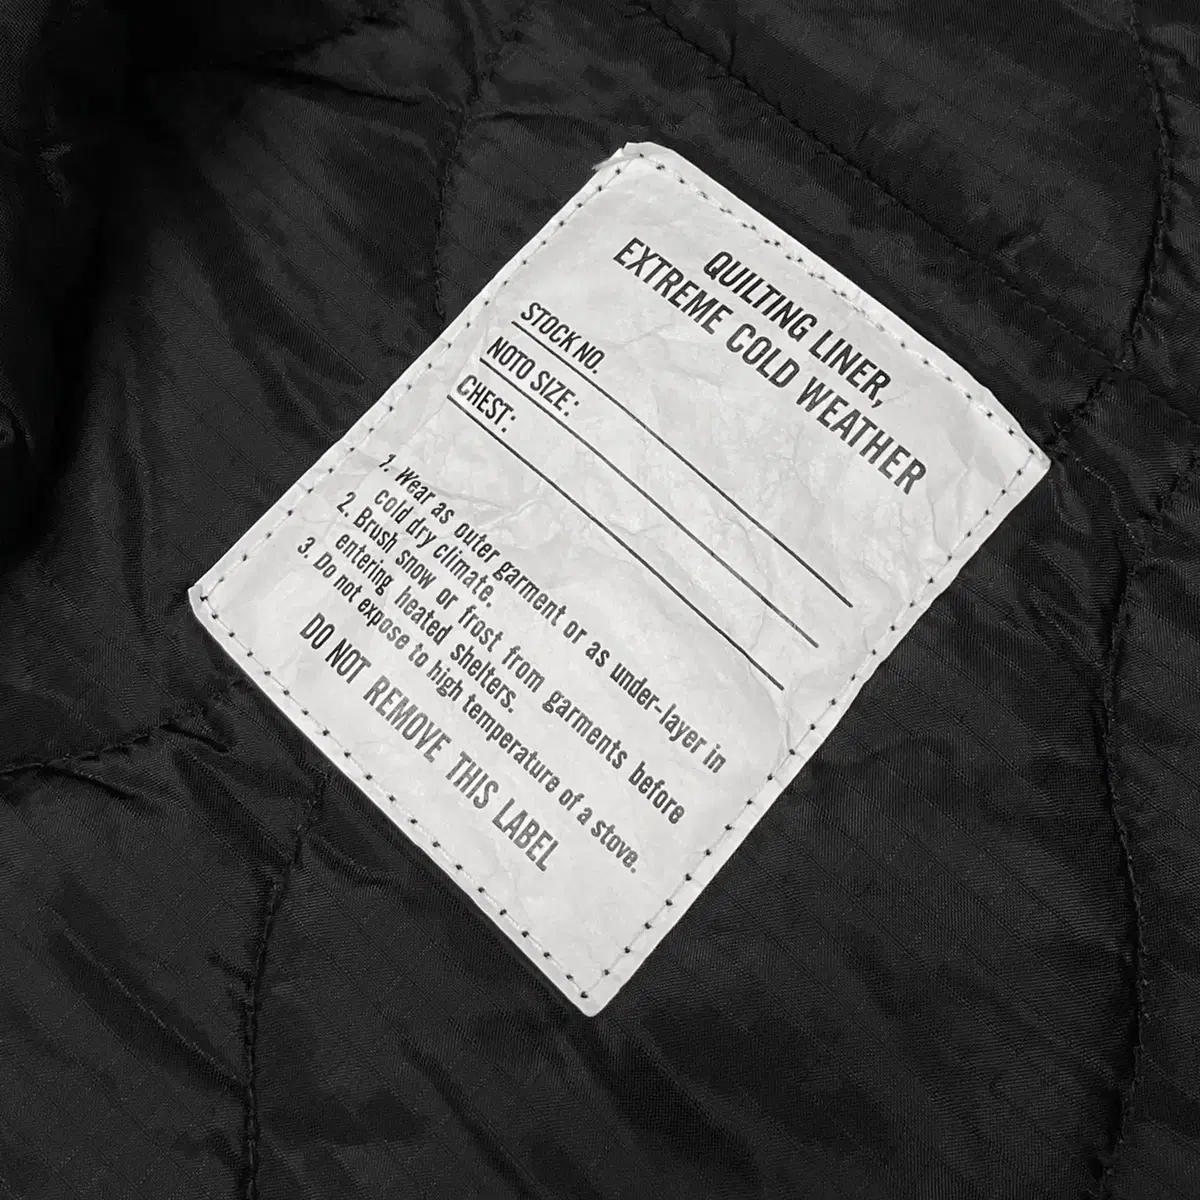 QUILTING LINER,
EXTREME COLD WEATHER
STOCK NO.
NOTO SIZE:
CHEST:
1. Wear as outer garment or as under-layer in
cold dry climate.
2. Brush snow or frost from garments before
entering heated shelters.
3. Do not expose to high temperature of a stove.
DO NOT REMOVE THIS LABEL